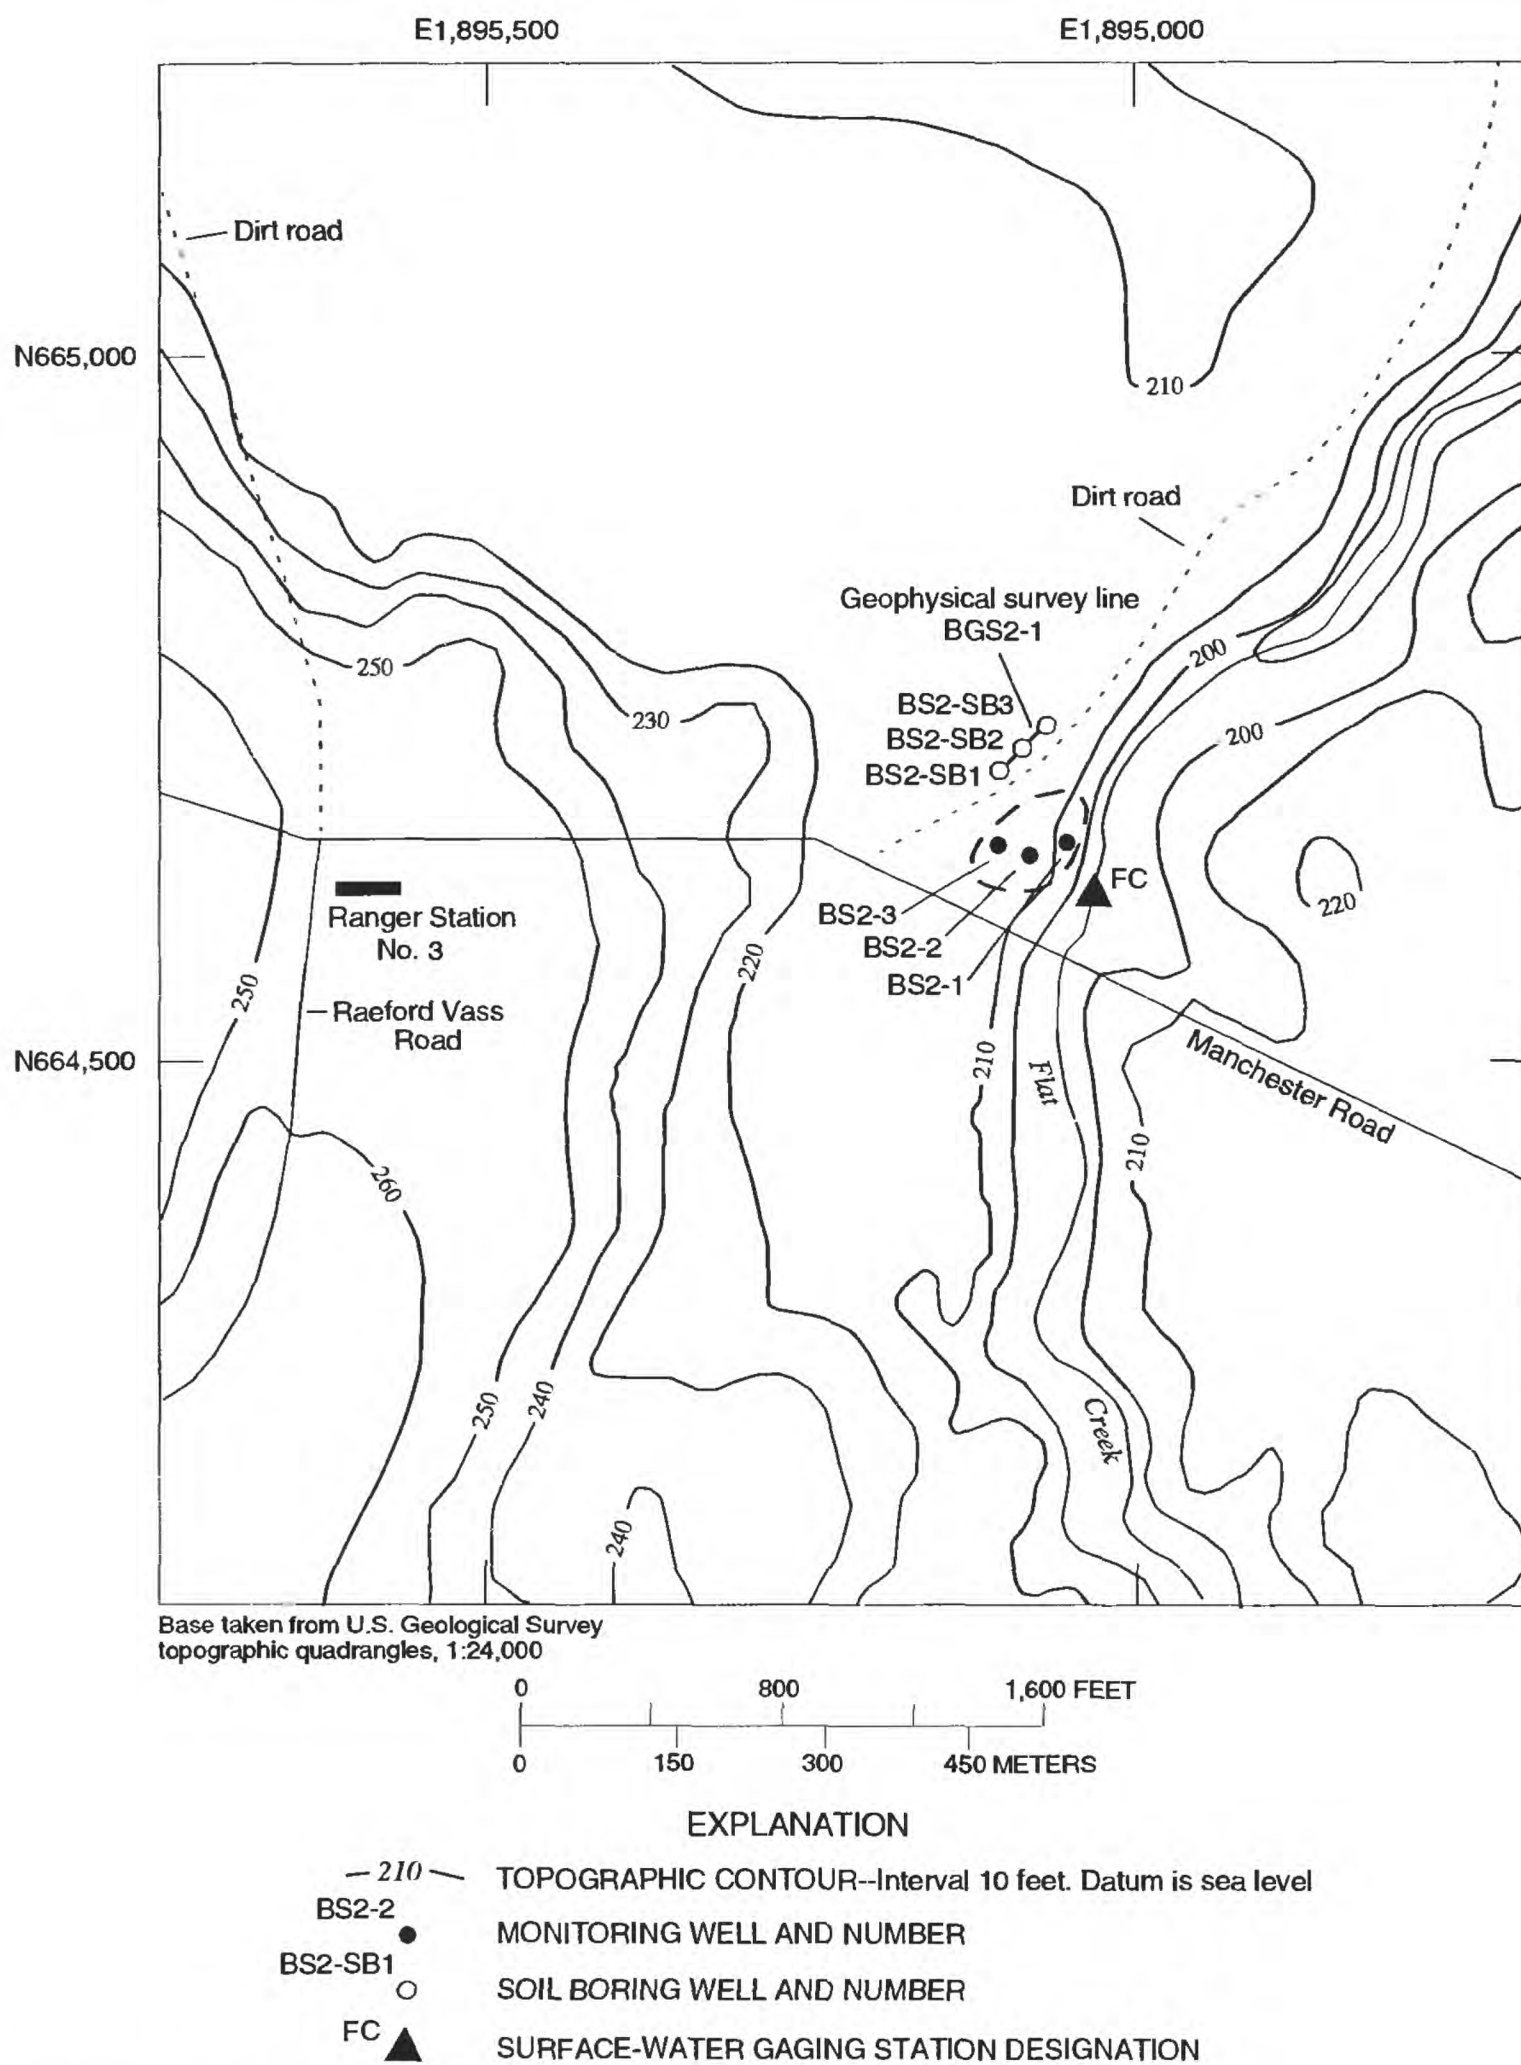 E1,895,500
E1,895,000
Dirt road
N665,000
210
Dirt road
Geophysical survey line
BGS2-1
200
250
BS2-SB3
230
BS2-SB2
200
BS2-SB1
FC
Ranger Station
No. 3
BS2-3
220
BS2-2
220
BS2-1
250
Raeford Vass
Road
N664,500
210
Flat
Manchester Road
210
260
250
240
Creek
240
Base taken from U.S. Geological Survey
topographic quadrangles, 1:24,000
0 800 1,600 FEET
0 150 300 450 METERS
EXPLANATION
210 TOPOGRAPHIC CONTOUR--Interval 10 feet. Datum is sea level
BS2-2
MONITORING WELL AND NUMBER
BS2-SB1
SOIL BORING WELL AND NUMBER
FC
SURFACE-WATER GAGING STATION DESIGNATION